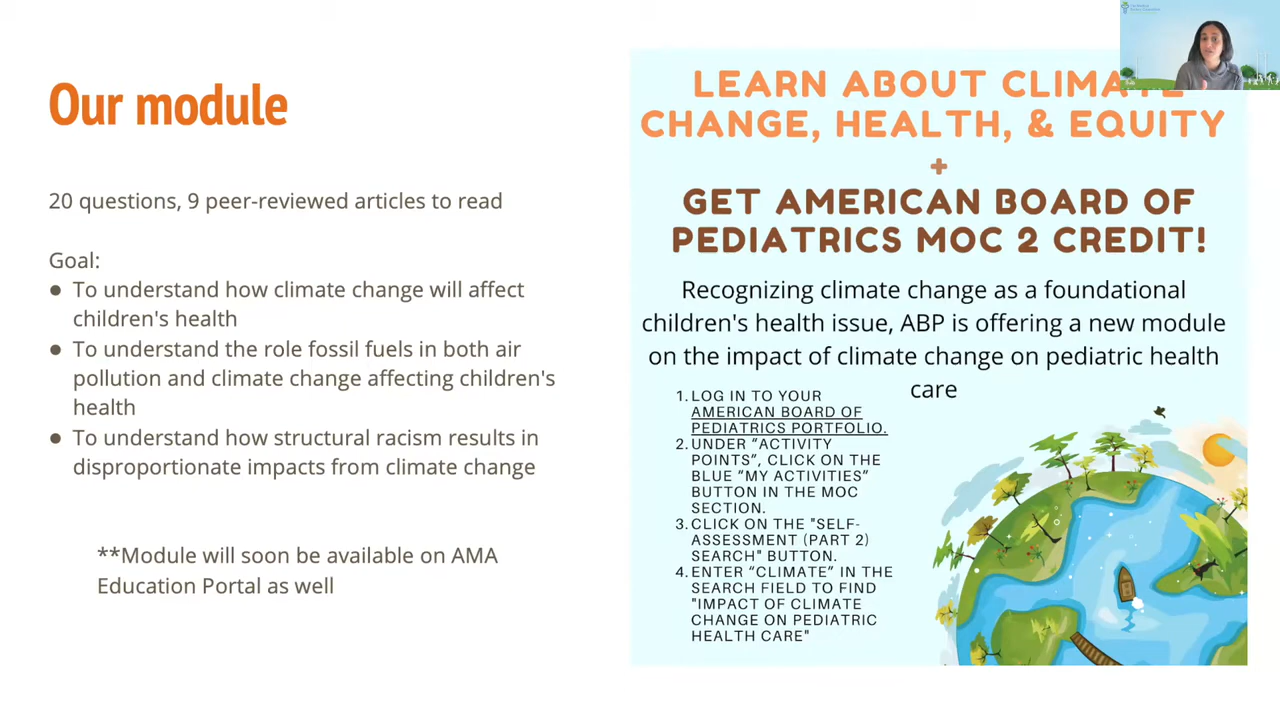 Our module
20 questions, 9 peer-reviewed articles to read
Goal:
● To understand how climate change will affect
children's health
● To understand the role fossil fuels in both air
pollution and climate change affecting children's
health
● To understand how structural racism results in
disproportionate impacts from climate change
**Module will soon be available on AMA
Education Portal as well
LEARN ABOUT CLIMATE
CHANGE, HEALTH, & EQUITY
+
GET AMERICAN BOARD OF
PEDIATRICS MOC 2 CREDIT!
Recognizing climate change as a foundational
children's health issue, ABP is offering a new module
on the impact of climate change on pediatric health
care
1. LOG IN TO YOUR
AMERICAN BOARD OF
PEDIATRICS PORTFOLIO.
2. UNDER “ACTIVITY
POINTS”, CLICK ON THE
BLUE “MY ACTIVITIES”
BUTTON IN THE MOC
SECTION.
3. CLICK ON THE "SELF-
ASSESSMENT (PART 2)
SEARCH" BUTTON.
4. ENTER “CLIMATE” IN THE
SEARCH FIELD TO FIND
"IMPACT OF CLIMATE
CHANGE ON PEDIATRIC
HEALTH CARE"